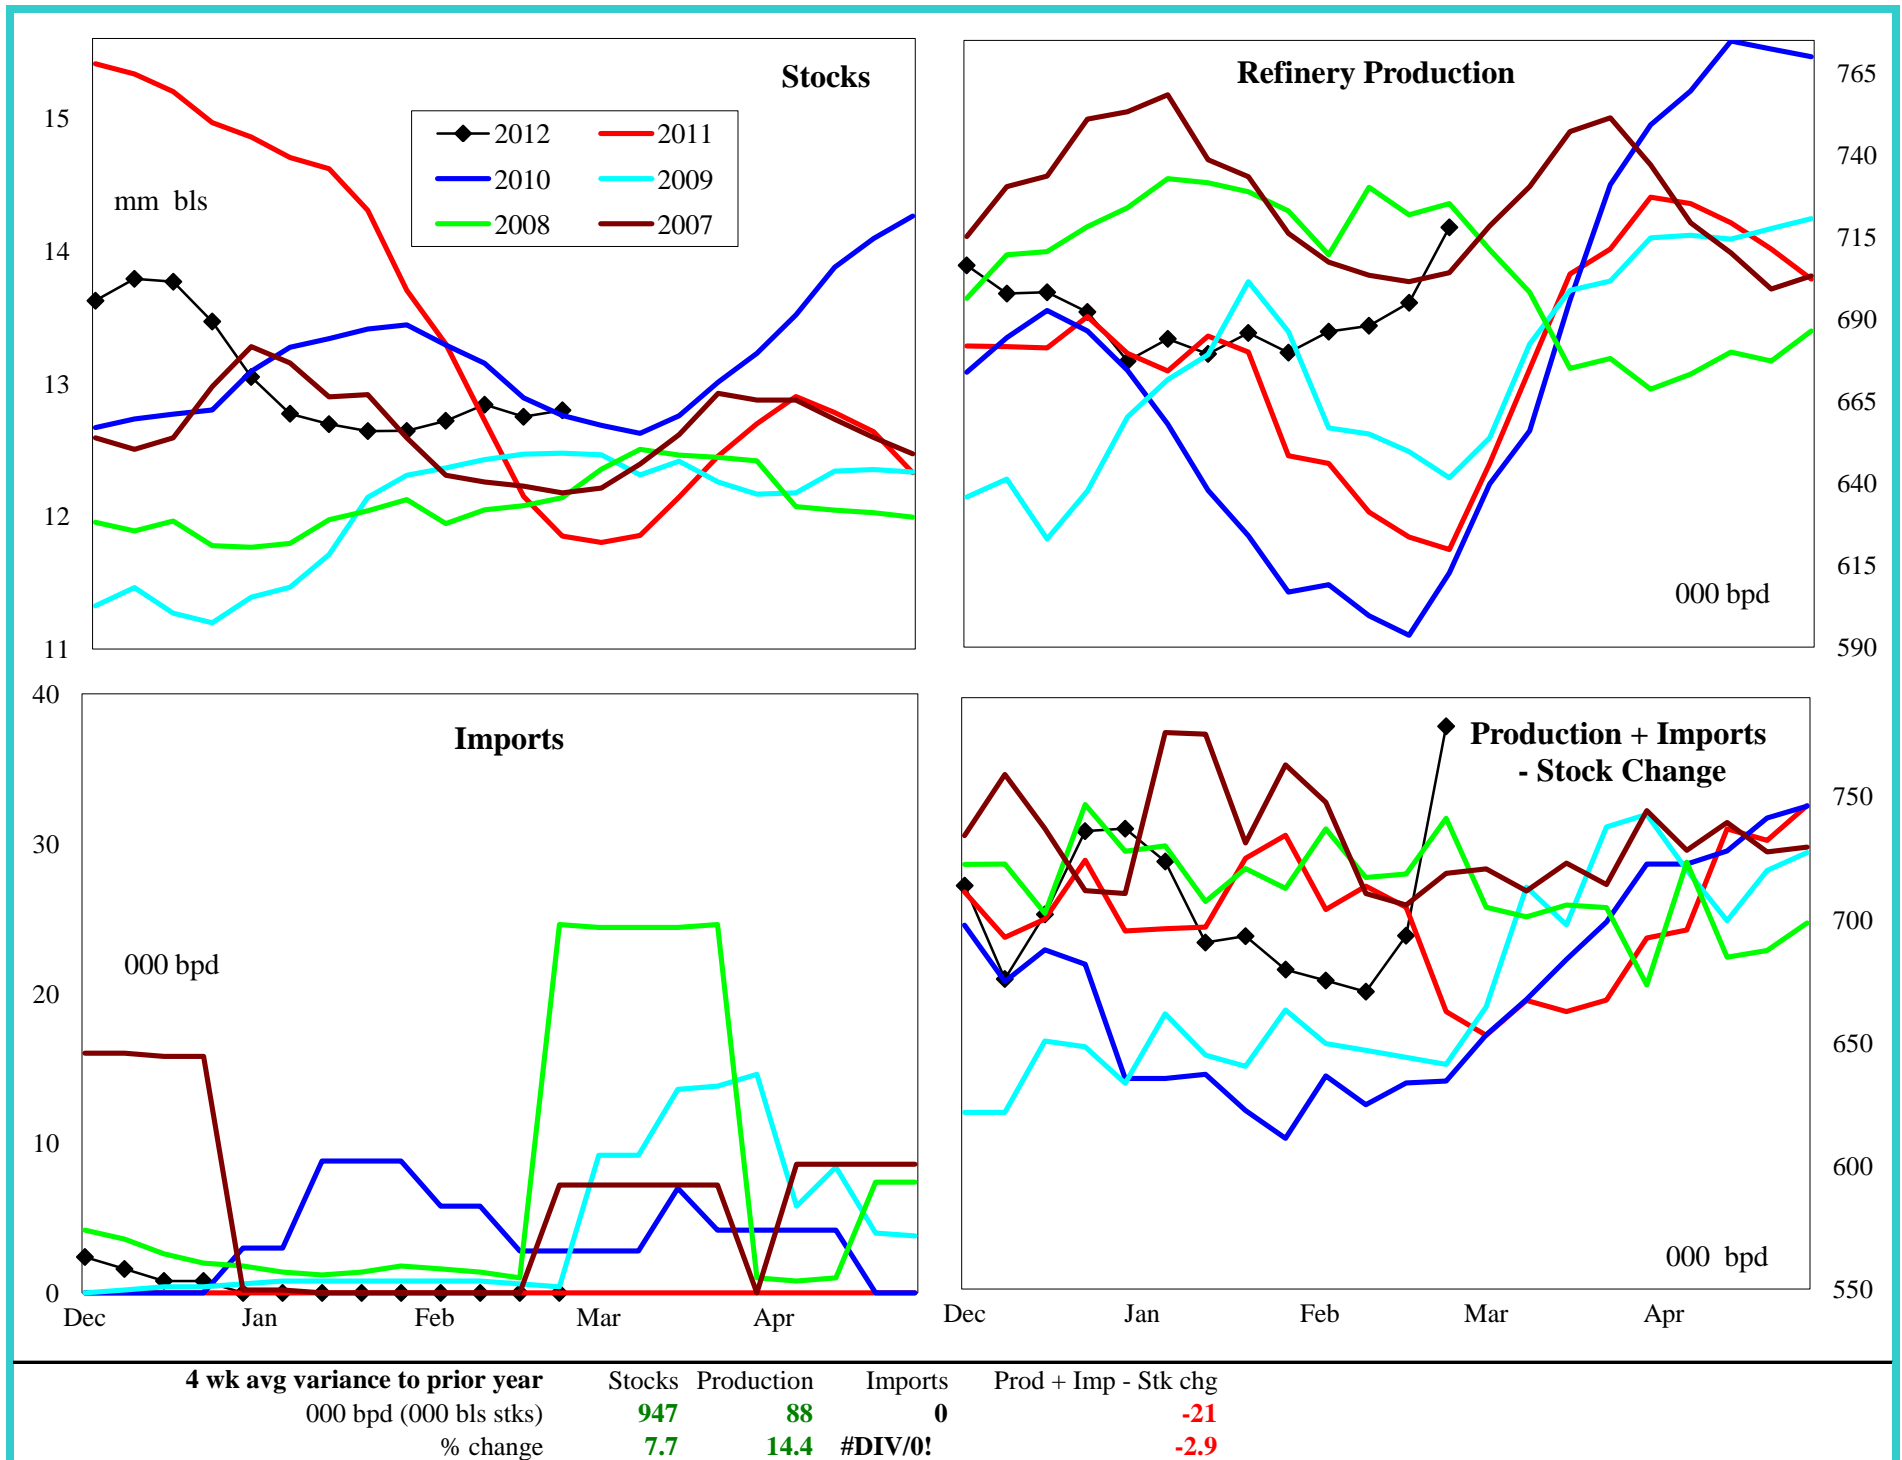 Stocks
15
14
13
12
11
mm bls
2012
2011
2010
2009
2008
2007
Refinery Production
765
740
715
690
665
640
615
590
000 bpd
Imports
40
30
20
10
0
000 bpd
Dec Jan Feb Mar Apr
Production + Imports
- Stock Change
750
700
650
600
550
000 bpd
Dec Jan Feb Mar Apr
4 wk avg variance to prior year Stocks Production Imports Prod + Imp - Stk chg
000 bpd (000 bls stks) 947 88 0 -21
% change 7.7 14.4 #DIV/0! -2.9